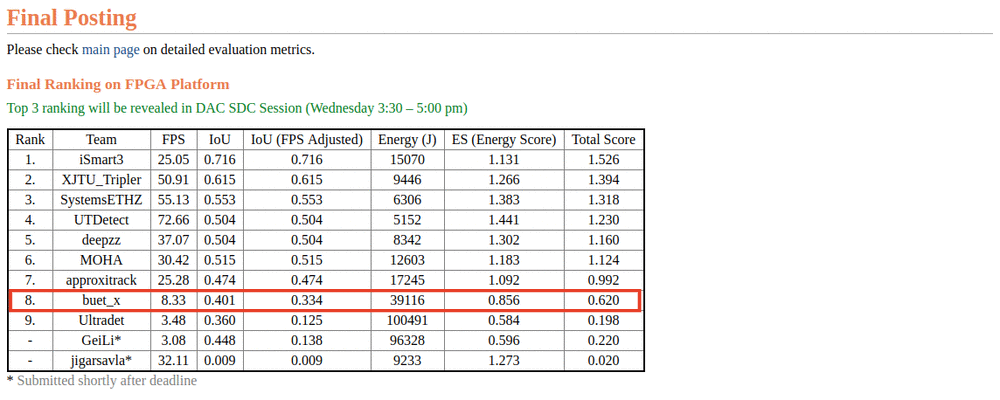 Final Posting
Please check main page on detailed evaluation metrics.
Final Ranking on FPGA Platform
Top 3 ranking will be revealed in DAC SDC Session (Wednesday 3:30 – 5:00 pm)
Rank Team FPS IoU IoU (FPS Adjusted) Energy (J) ES (Energy Score) Total Score
1. iSmart3 25.05 0.716 0.716 15070 1.131 1.526
2. XJTU_Tripler 50.91 0.615 0.615 9446 1.266 1.394
3. SystemsETHZ 55.13 0.553 0.553 6306 1.383 1.318
4. UTDetect 72.66 0.504 0.504 5152 1.441 1.230
5. deepzz 37.07 0.504 0.504 8342 1.302 1.160
6. MOHA 30.42 0.515 0.515 12603 1.183 1.124
7. approxitrack 25.28 0.474 0.474 17245 1.092 0.992
8. buet_x 8.33 0.401 0.334 39116 0.856 0.620
9. Ultradet 3.48 0.360 0.125 100491 0.584 0.198
- GeiLi* 3.08 0.448 0.138 96328 0.596 0.220
- jigarsavla* 32.11 0.009 0.009 9233 1.273 0.020
* Submitted shortly after deadline